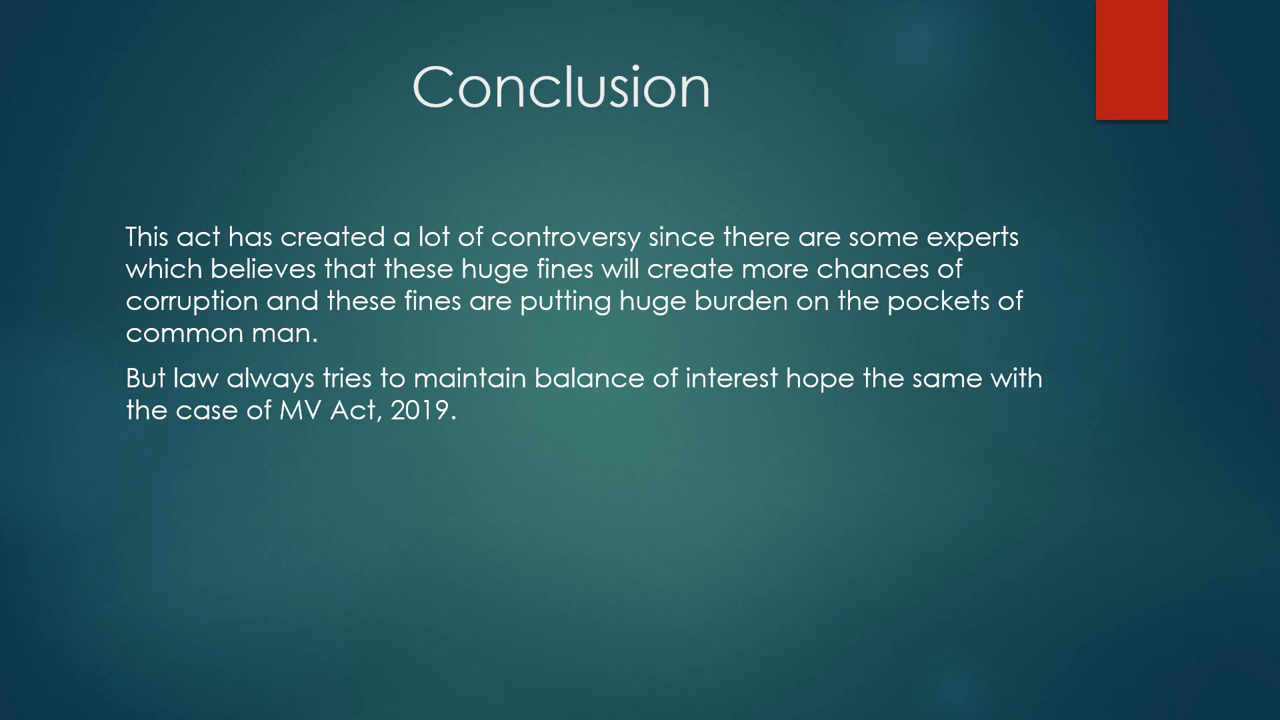 Conclusion
This act has created a lot of controversy since there are some experts
which believes that these huge fines will create more chances of
corruption and these fines are putting huge burden on the pockets of
common man.
But law always tries to maintain balance of interest hope the same with
the case of MV Act, 2019.